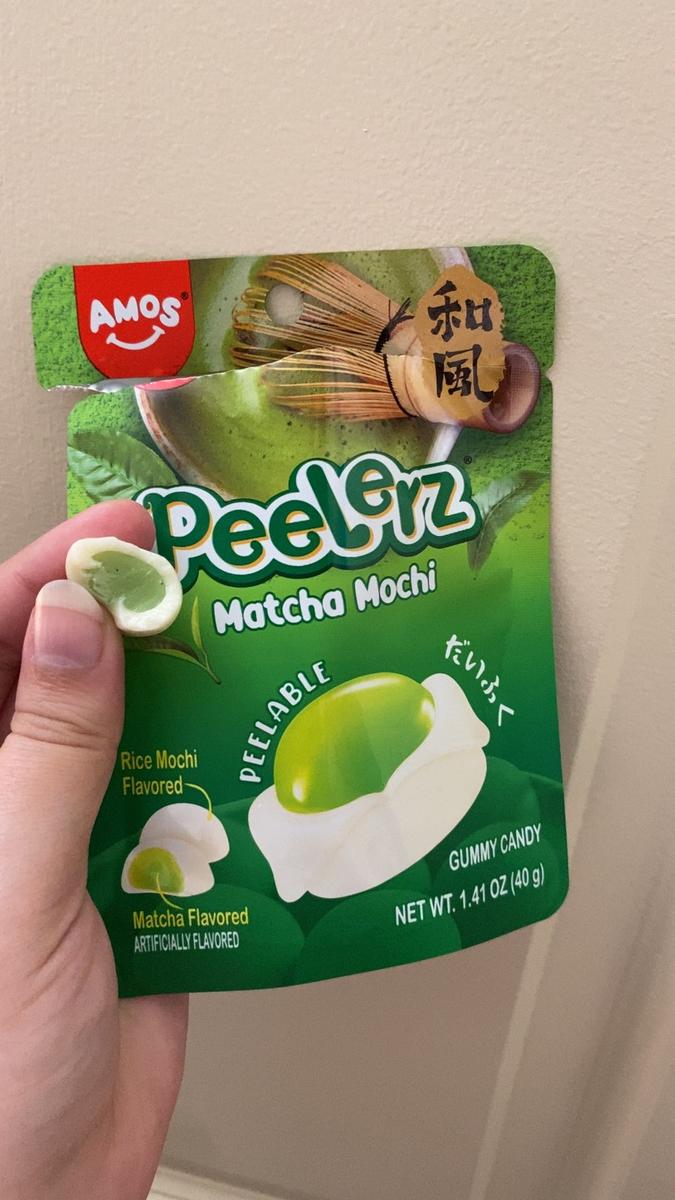 AMOS®
和
風
Peelerz®
Matcha Mochi
PEELABLE
だいふく
Rice Mochi
Flavored
Matcha Flavored
ARTIFICIALLY FLAVORED
GUMMY CANDY
NET WT. 1.41 OZ (40 g)